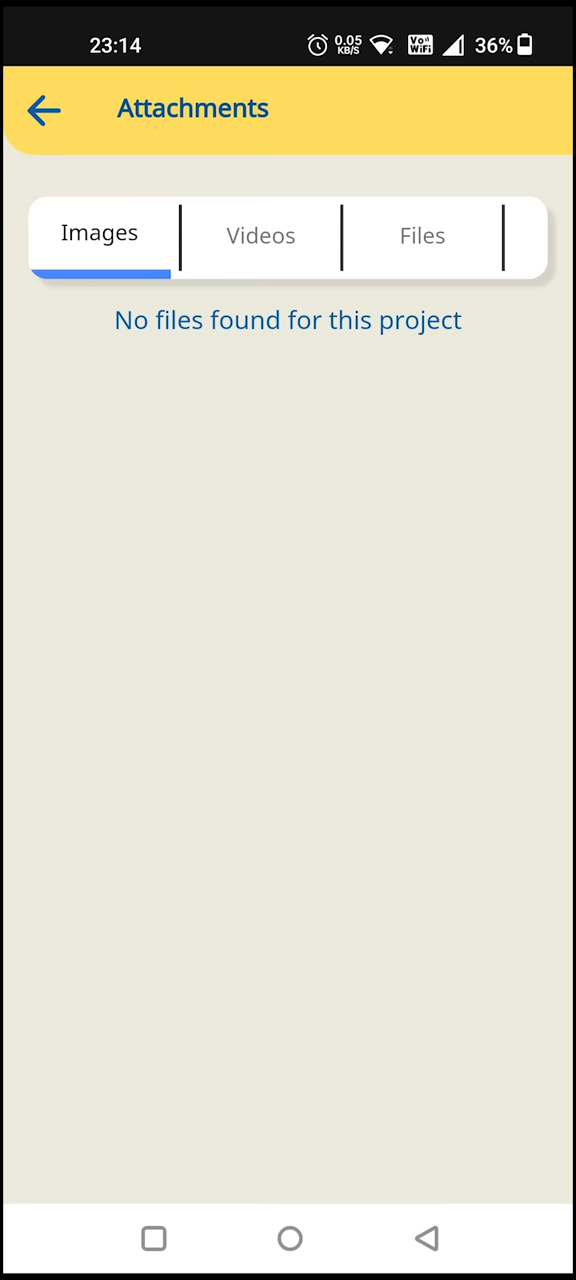 23:14 0.05 KB/S Vo WiFi 36%
Attachments
Images Videos Files
No files found for this project